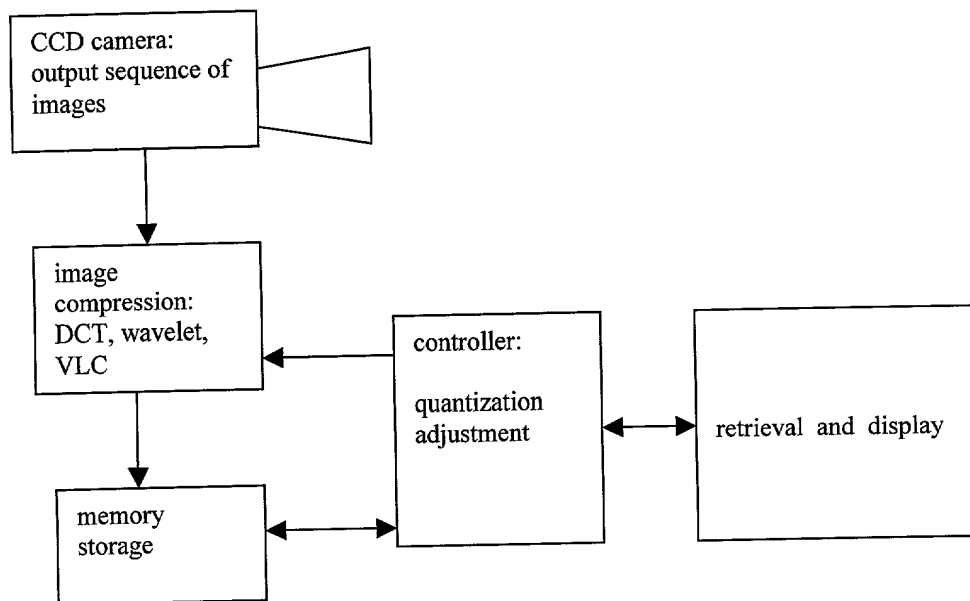 CCD camera:
output sequence of
images
image
compression:
DCT, wavelet,
VLC
controller:
quantization
adjustment
retrieval and display
memory
storage